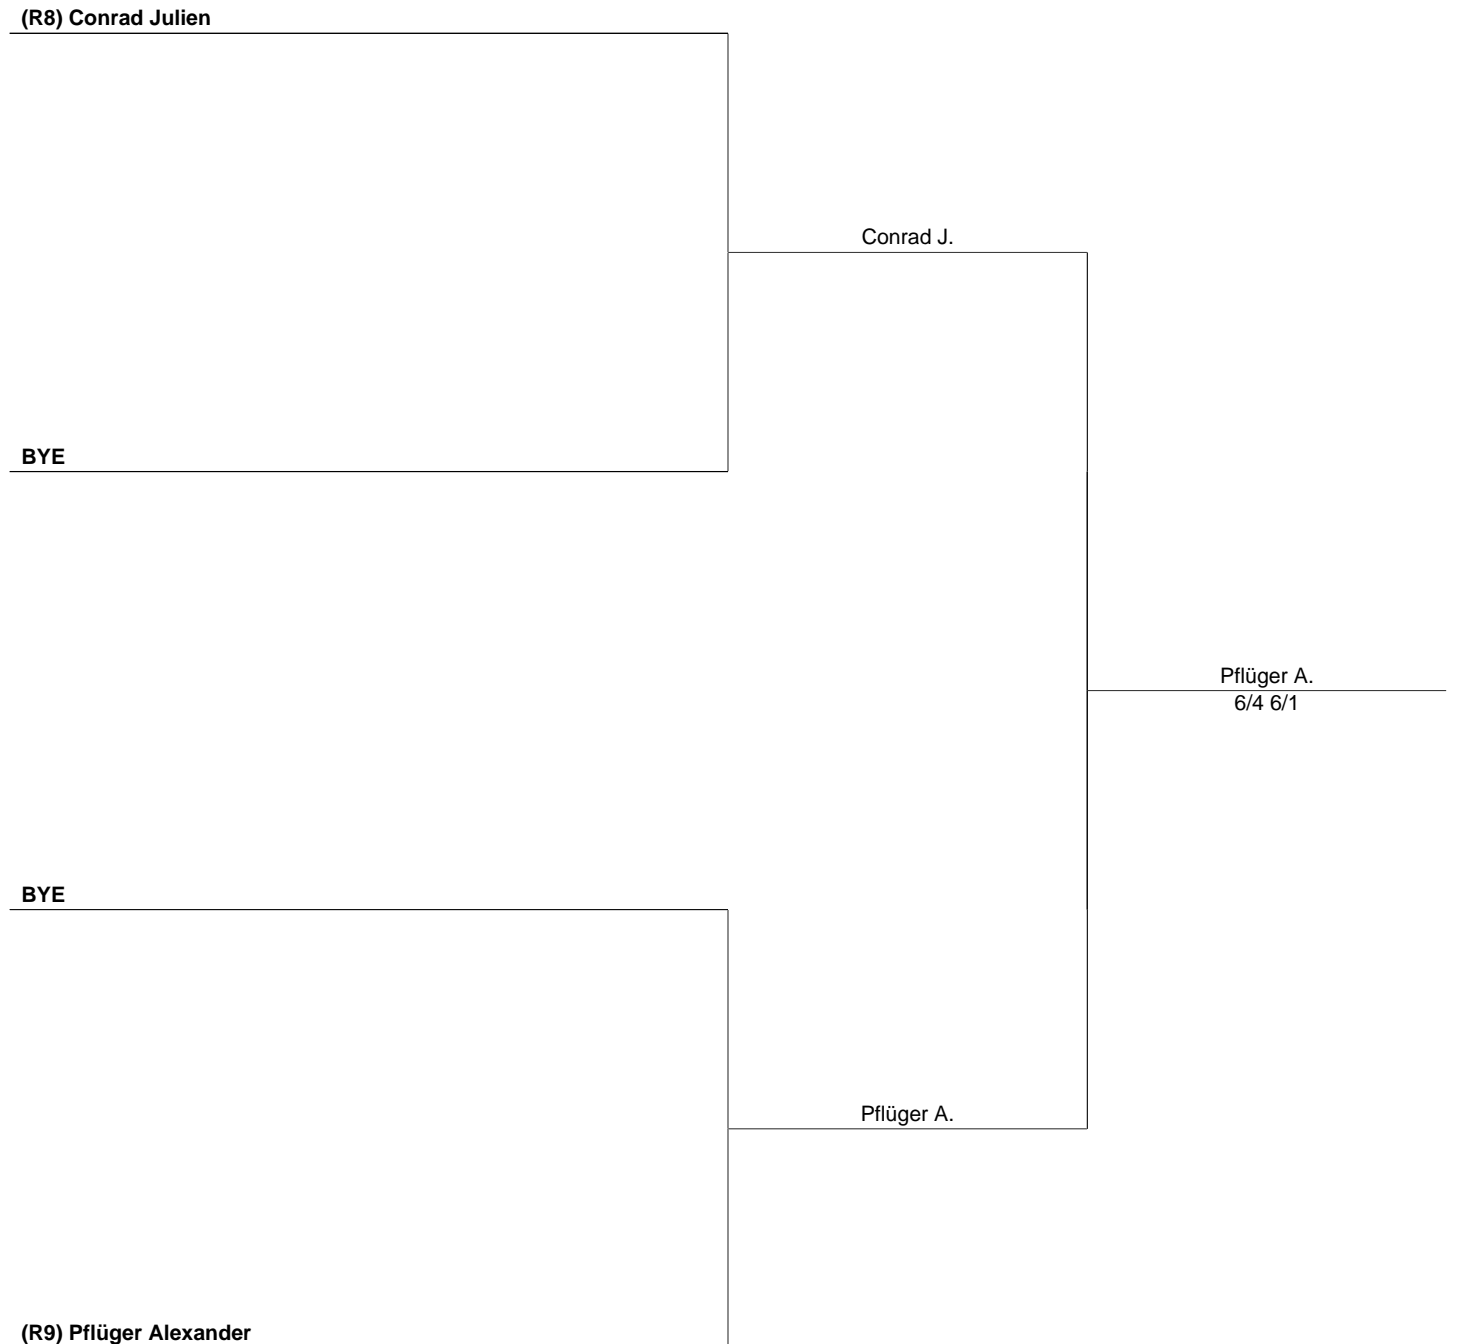 (R8) Conrad Julien
Conrad J.
BYE
Pflüger A.
6/4 6/1
BYE
Pflüger A.
(R9) Pflüger Alexander